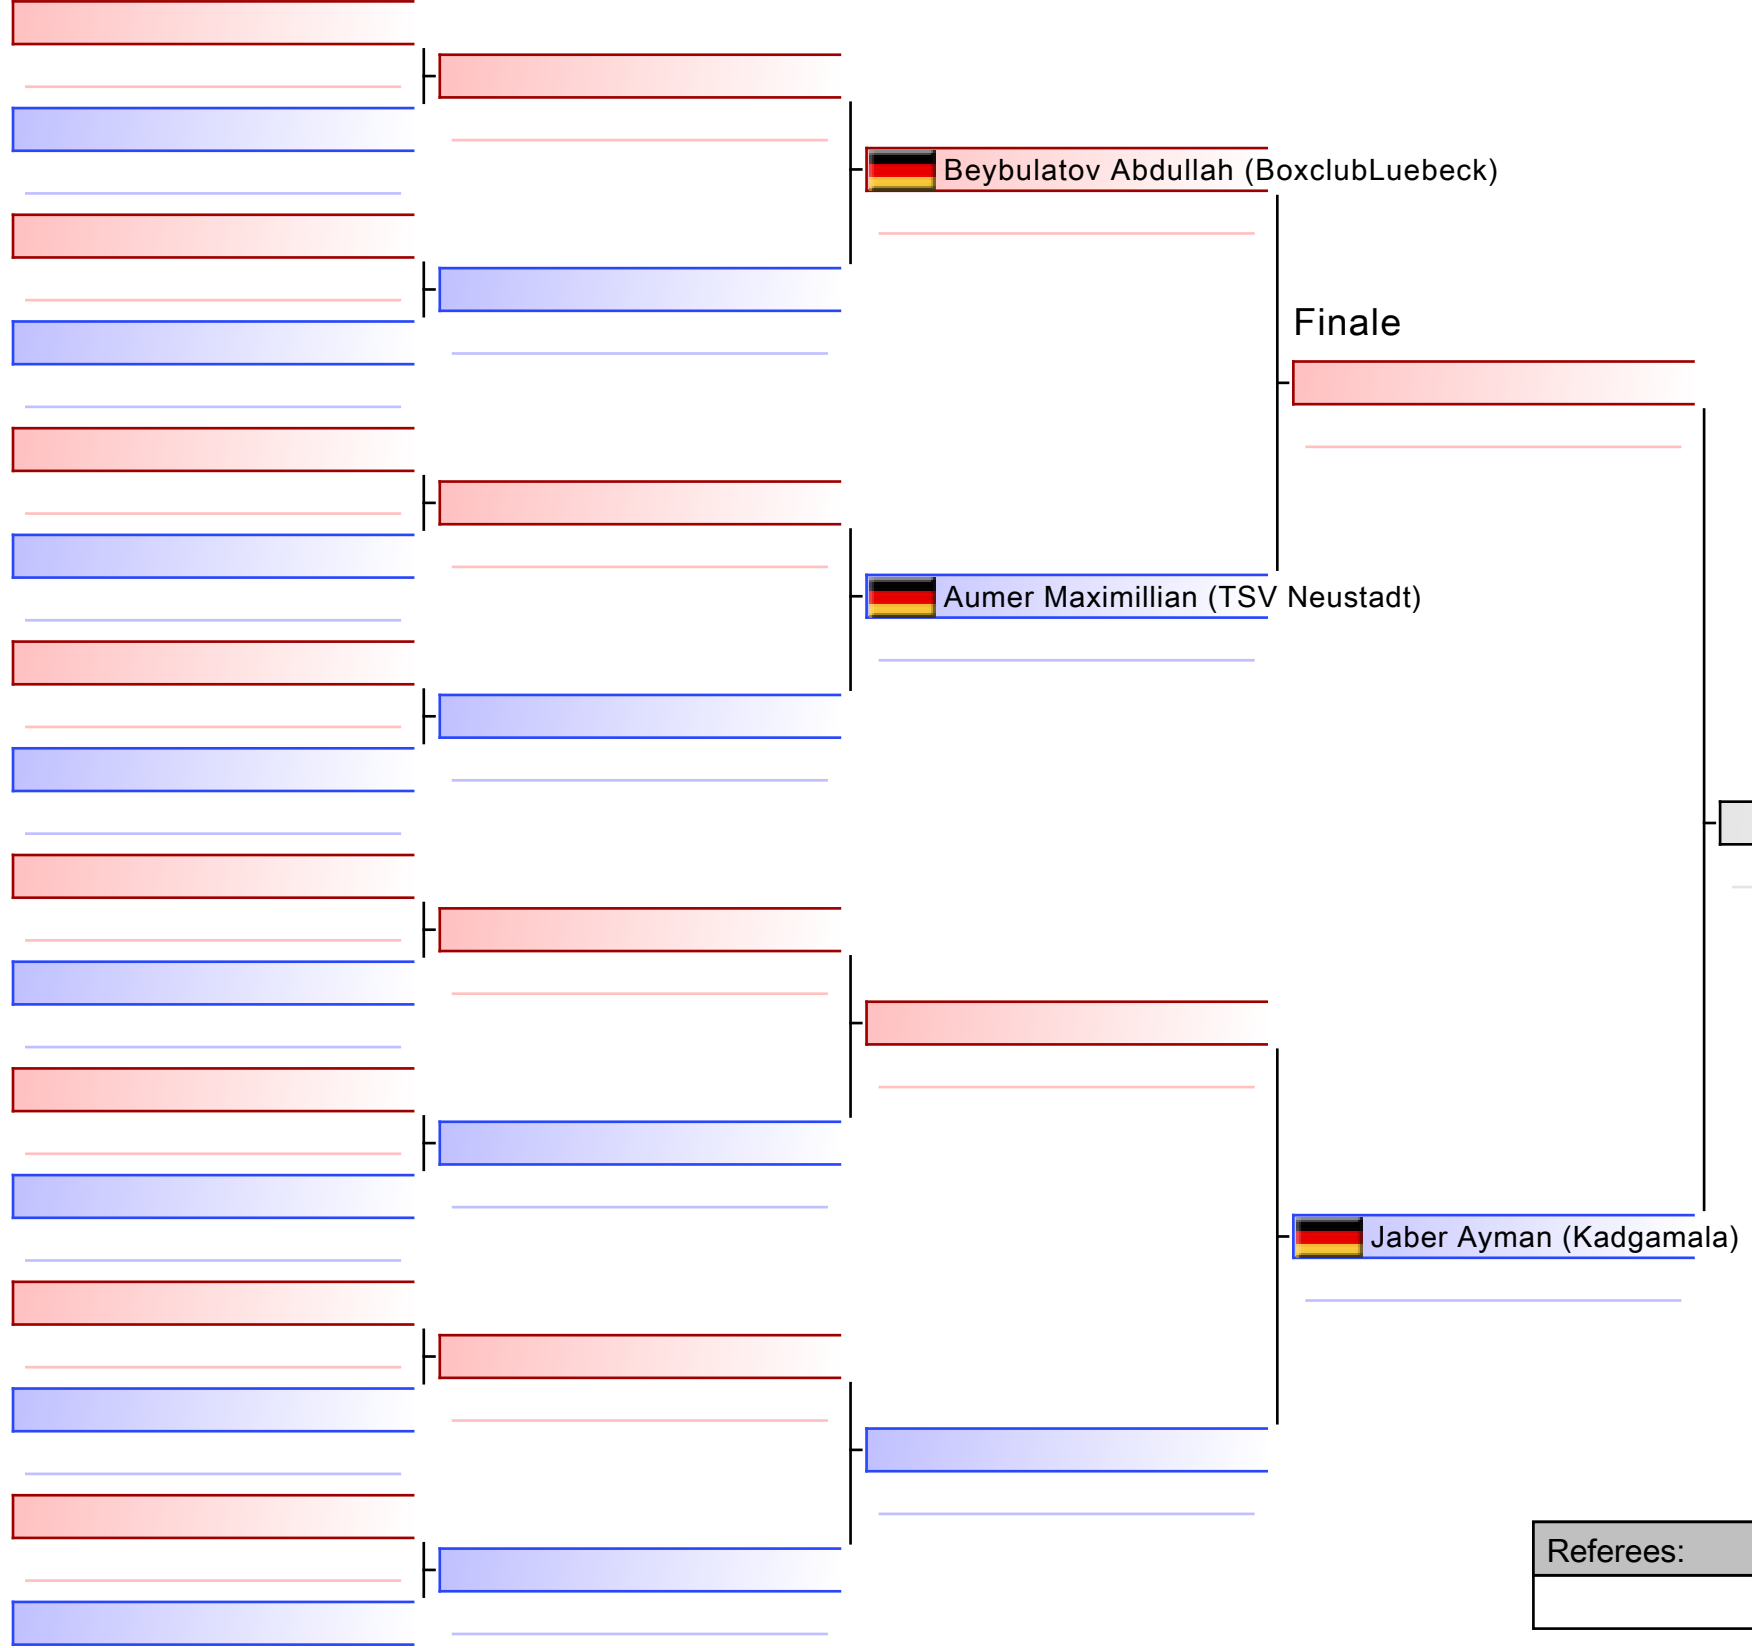 Beybulatov Abdullah (BoxclubLuebeck)
Finale
Aumer Maximillian (TSV Neustadt)
Jaber Ayman (Kadgamala)
Referees: